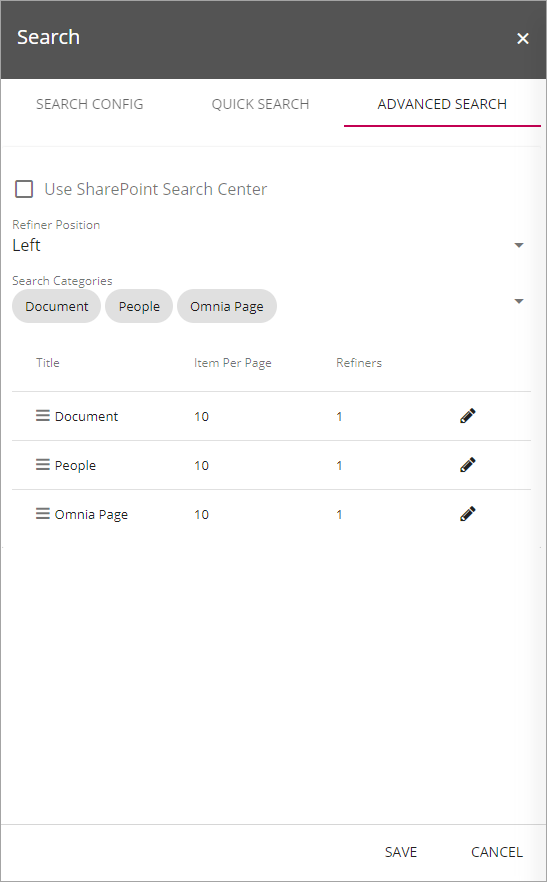 Search
SEARCH CONFIG QUICK SEARCH ADVANCED SEARCH
Use SharePoint Search Center
Refiner Position
Left
Search Categories
Document People Omnia Page
Title Item Per Page Refiners
Document 10 1
People 10 1
Omnia Page 10 1
SAVE CANCEL